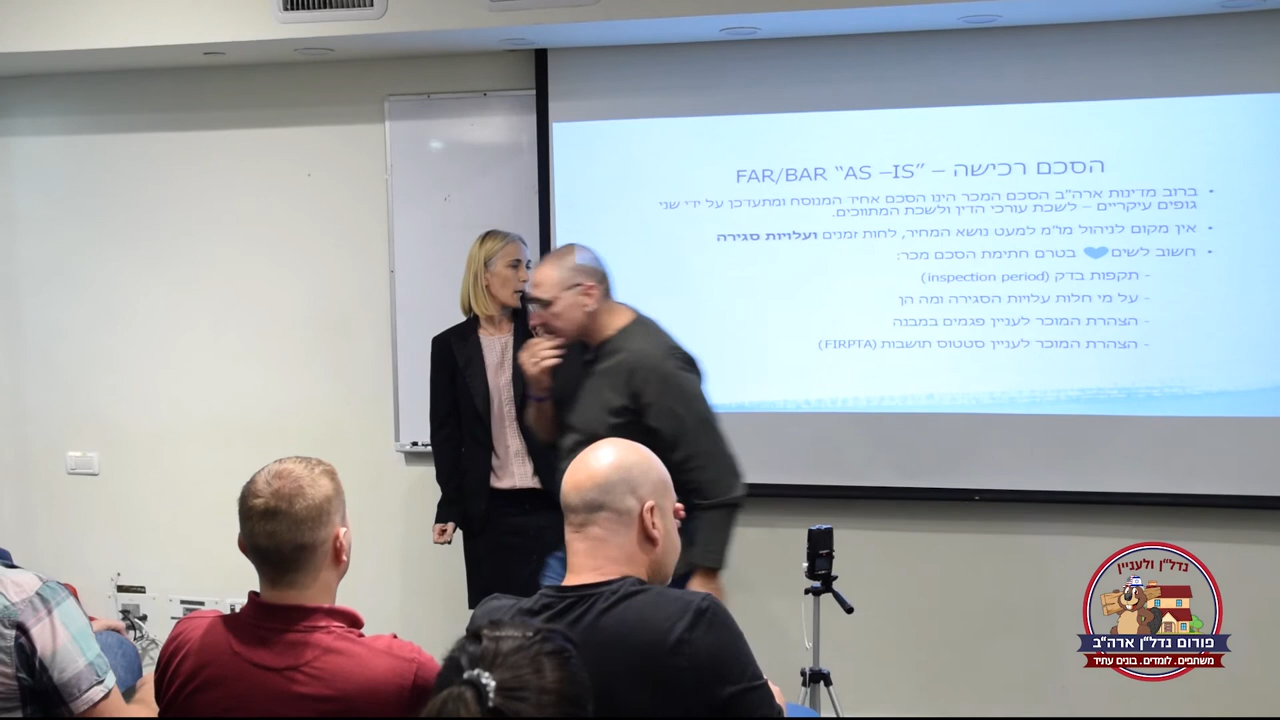 הסכם רכישה – FAR/BAR “AS –IS”
• ברוב מדינות ארה"ב הסכם המכר הינו הסכם אחיד המנוסח ומתעדכן על ידי שני
גופים עיקריים – לשכת עורכי הדין ולשכת המתווכים.
• אין מקום לניהול מו"מ למעט נושא המחיר, לוחות זמנים ועלויות סגירה
• חשוב לשים בטרם חתימת הסכם מכר:
- תקפות בדק (inspection period)
- על מי חלות עלויות הסגירה ומה הן
- הצהרת המוכר לעניין פגמים במבנה
- הצהרת המוכר לעניין סטטוס תושבות (FIRPTA)
נדל"ן ולעניין
פורום נדל"ן ארה"ב
משתפים. לומדים. בונים עתיד